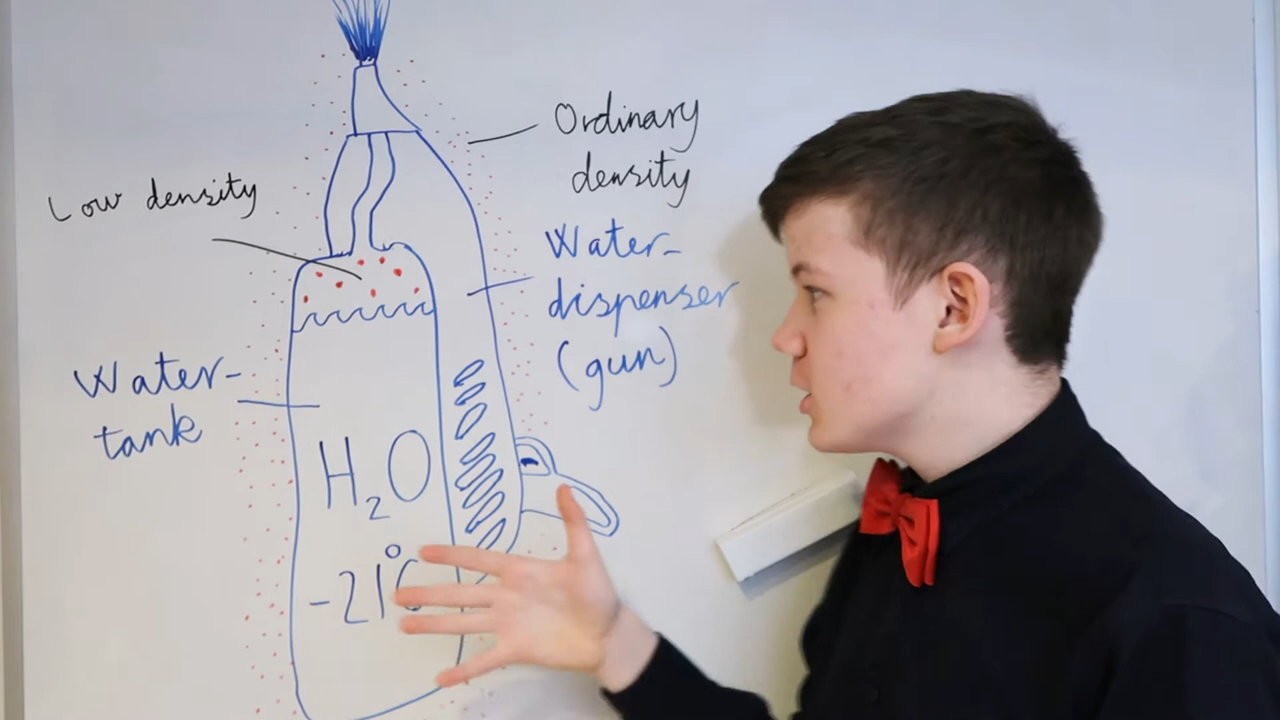 Ordinary
density
Low density
Water-
dispenser
(gun)
Water-
tank
H₂O
-21°C